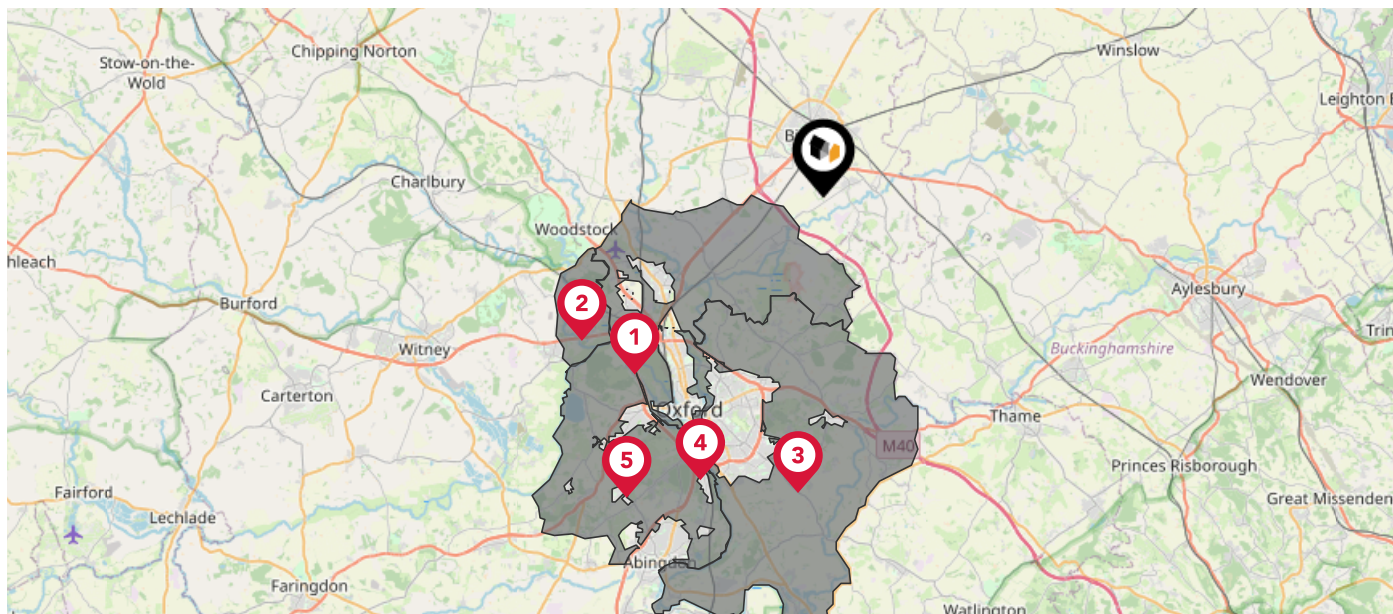 Chipping Norton
Winslow
Stow-on-the-
Wold
Leighton
Charlbury
Woodstock
hleach
Aylesbury
Burford
2
1
Witney
Buckinghamshire
Wendover
Carterton
Oxford
Thame
4
M40
3
5
Princes Risborough
Fairford
Great Missenden
Lechlade
Abingdon
Faringdon
Watlington